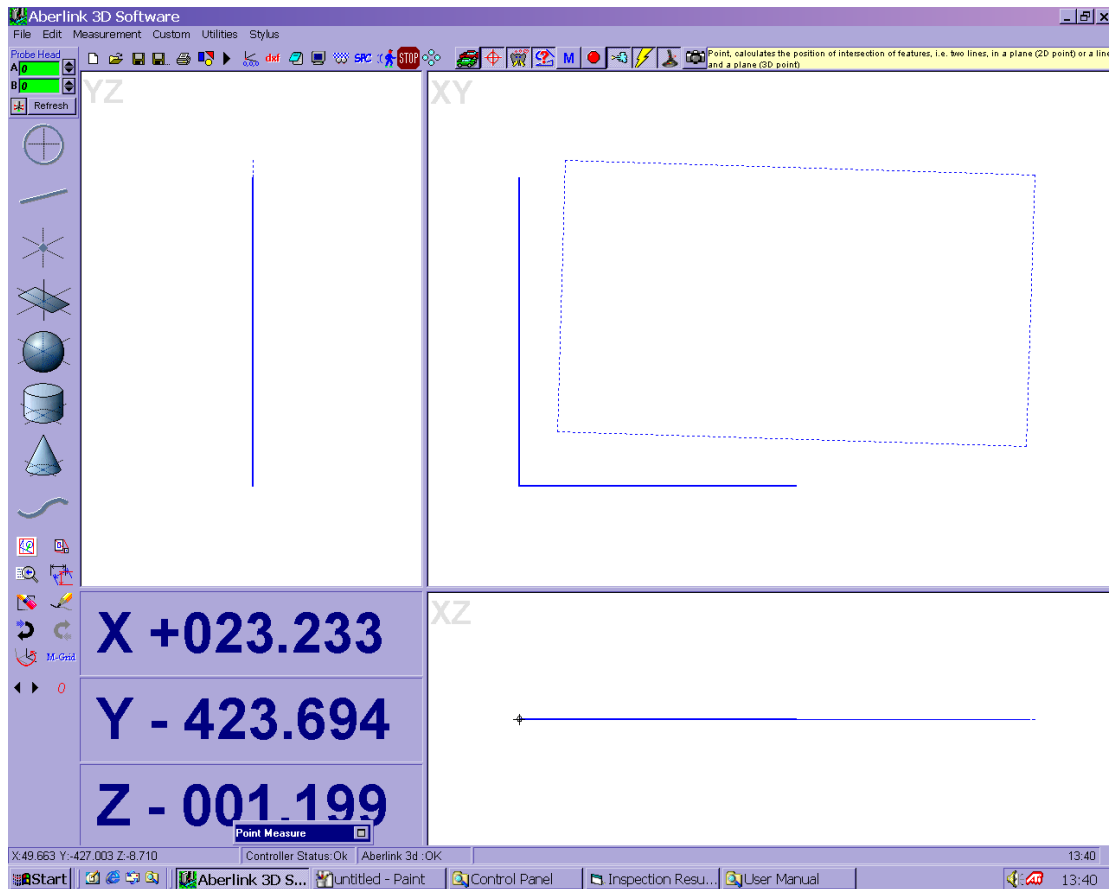 Aberlink 3D Software
File Edit Measurement Custom Utilities Stylus
Probe Head
A 0
B 0
Refresh
dxf SPC STOP M
Point, calculates the position of intersection of features, i.e. two lines, in a plane (2D point) or a line
and a plane (3D point)
YZ
XY
M-Grid
0
X +023.233
Y - 423.694
Z - 001.199
XZ
Point Measure
X:49.663 Y:-427.003 Z:-8.710 Controller Status:Ok Aberlink 3d :OK 13:40
Start Aberlink 3D S... untitled - Paint Control Panel Inspection Resu... User Manual 13:40